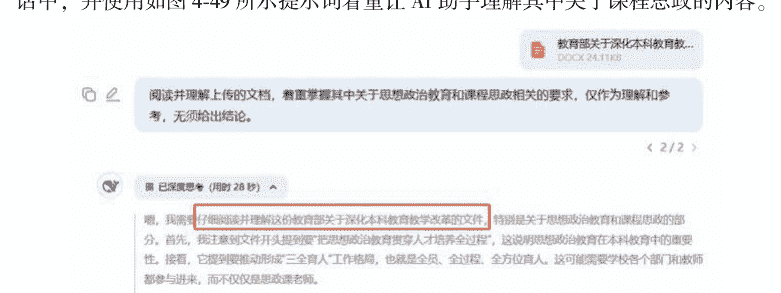 话中，并使用如图 4-49 所示提示词着重让 AI 助手理解其中关于课程思政的内容。
教育部关于深化本科教育教...
DOCX 24.11KB
阅读并理解上传的文档，着重掌握其中关于思想政治教育和课程思政相关的要求，仅作为理解和参
考，无须给出结论。
< 2/2 >
已深度思考（用时 28 秒）
嗯，我需要仔细阅读并理解这份教育部关于深化本科教育教学改革的文件，特别是关于思想政治教育和课程思政的部
分。首先，我注意到文件开头提到要“把思想政治教育贯穿人才培养全过程”，这说明思想政治教育在本科教育中的重要
性。接着，它提到要推动形成“三全育人”工作格局，也就是全员、全过程、全方位育人。这可能需要学校各个部门和教师
都参与进来，而不仅仅是思政课老师。